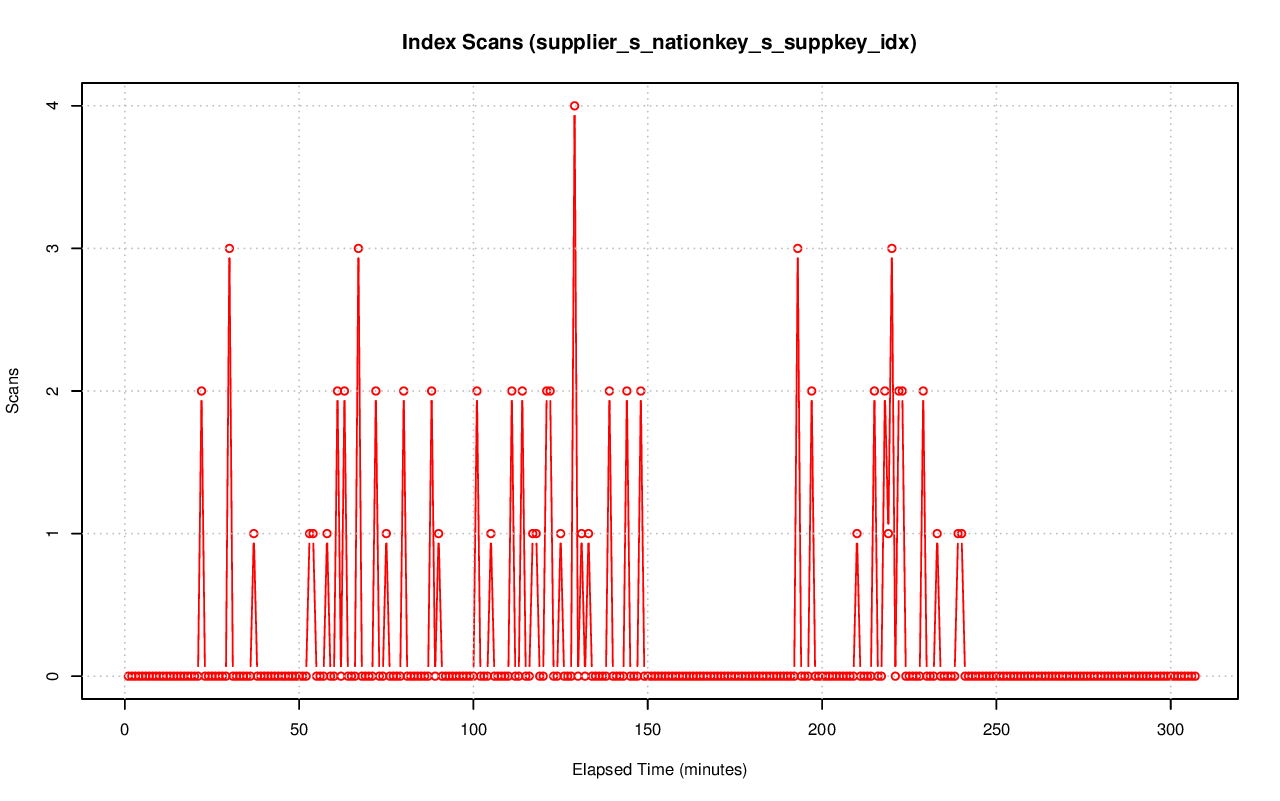 Index Scans (supplier_s_nationkey_s_suppkey_idx)
4
3
2
1
0
Scans
0 50 100 150 200 250 300
Elapsed Time (minutes)